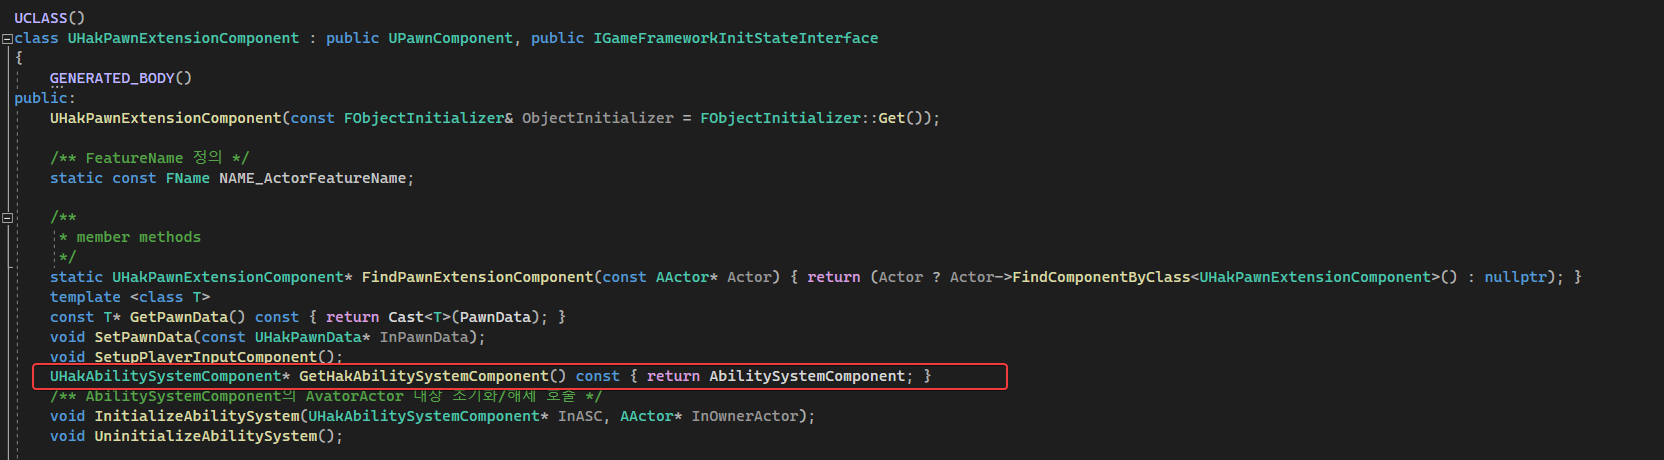 UCLASS()
class UHakPawnExtensionComponent : public UPawnComponent, public IGameFrameworkInitStateInterface
{
GENERATED_BODY()
public:
UHakPawnExtensionComponent(const FObjectInitializer& ObjectInitializer = FObjectInitializer::Get());
/** FeatureName 정의 */
static const FName NAME_ActorFeatureName;
/**
* member methods
*/
static UHakPawnExtensionComponent* FindPawnExtensionComponent(const AActor* Actor) { return (Actor ? Actor->FindComponentByClass<UHakPawnExtensionComponent>() : nullptr); }
template <class T>
const T* GetPawnData() const { return Cast<T>(PawnData); }
void SetPawnData(const UHakPawnData* InPawnData);
void SetupPlayerInputComponent();
UHakAbilitySystemComponent* GetHakAbilitySystemComponent() const { return AbilitySystemComponent; }
/** AbilitySystemComponent의 AvatorActor 대상 초기화/해제 호출 */
void InitializeAbilitySystem(UHakAbilitySystemComponent* InASC, AActor* InOwnerActor);
void UninitializeAbilitySystem();